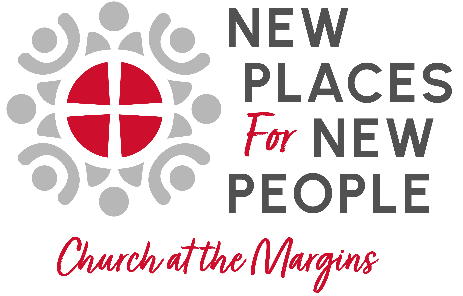 NEW
PLACES
For NEW
PEOPLE
Church at the Margins